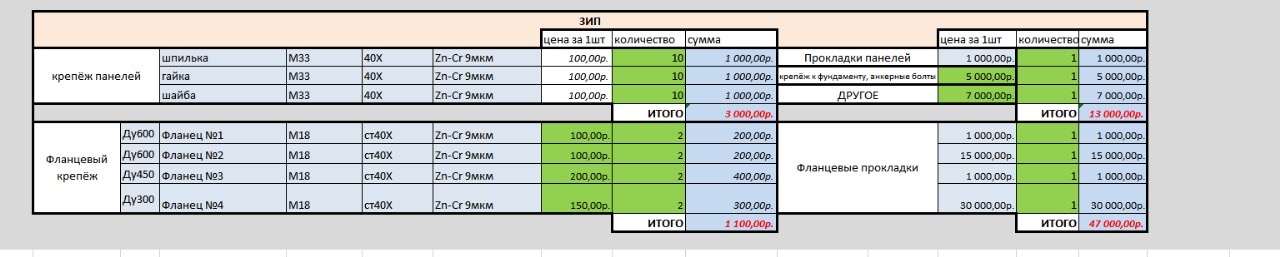 ЗИП
цена за 1шт количество сумма цена за 1шт количество сумма
крепёж панелей шпилька М33 40Х Zn-Cr 9мкм 100,00р. 10 1 000,00р. Прокладки панелей 1 000,00р. 1 1 000,00р.
гайка М33 40Х Zn-Cr 9мкм 100,00р. 10 1 000,00р. крепёж к фундаменту, анкерные болты 5 000,00р. 1 5 000,00р.
шайба М33 40Х Zn-Cr 9мкм 100,00р. 10 1 000,00р. ДРУГОЕ 7 000,00р. 1 7 000,00р.
ИТОГО 3 000,00р. ИТОГО 13 000,00р.
Фланцевый крепёж Ду600 Фланец №1 М18 ст40Х Zn-Cr 9мкм 100,00р. 2 200,00р. Фланцевые прокладки 1 000,00р. 1 1 000,00р.
Ду600 Фланец №2 М18 ст40Х Zn-Cr 9мкм 100,00р. 2 200,00р. 15 000,00р. 1 15 000,00р.
Ду450 Фланец №3 М18 ст40Х Zn-Cr 9мкм 200,00р. 2 400,00р. 1 000,00р. 1 1 000,00р.
Ду300 Фланец №4 М18 ст40Х Zn-Cr 9мкм 150,00р. 2 300,00р. 30 000,00р. 1 30 000,00р.
ИТОГО 1 100,00р. ИТОГО 47 000,00р.